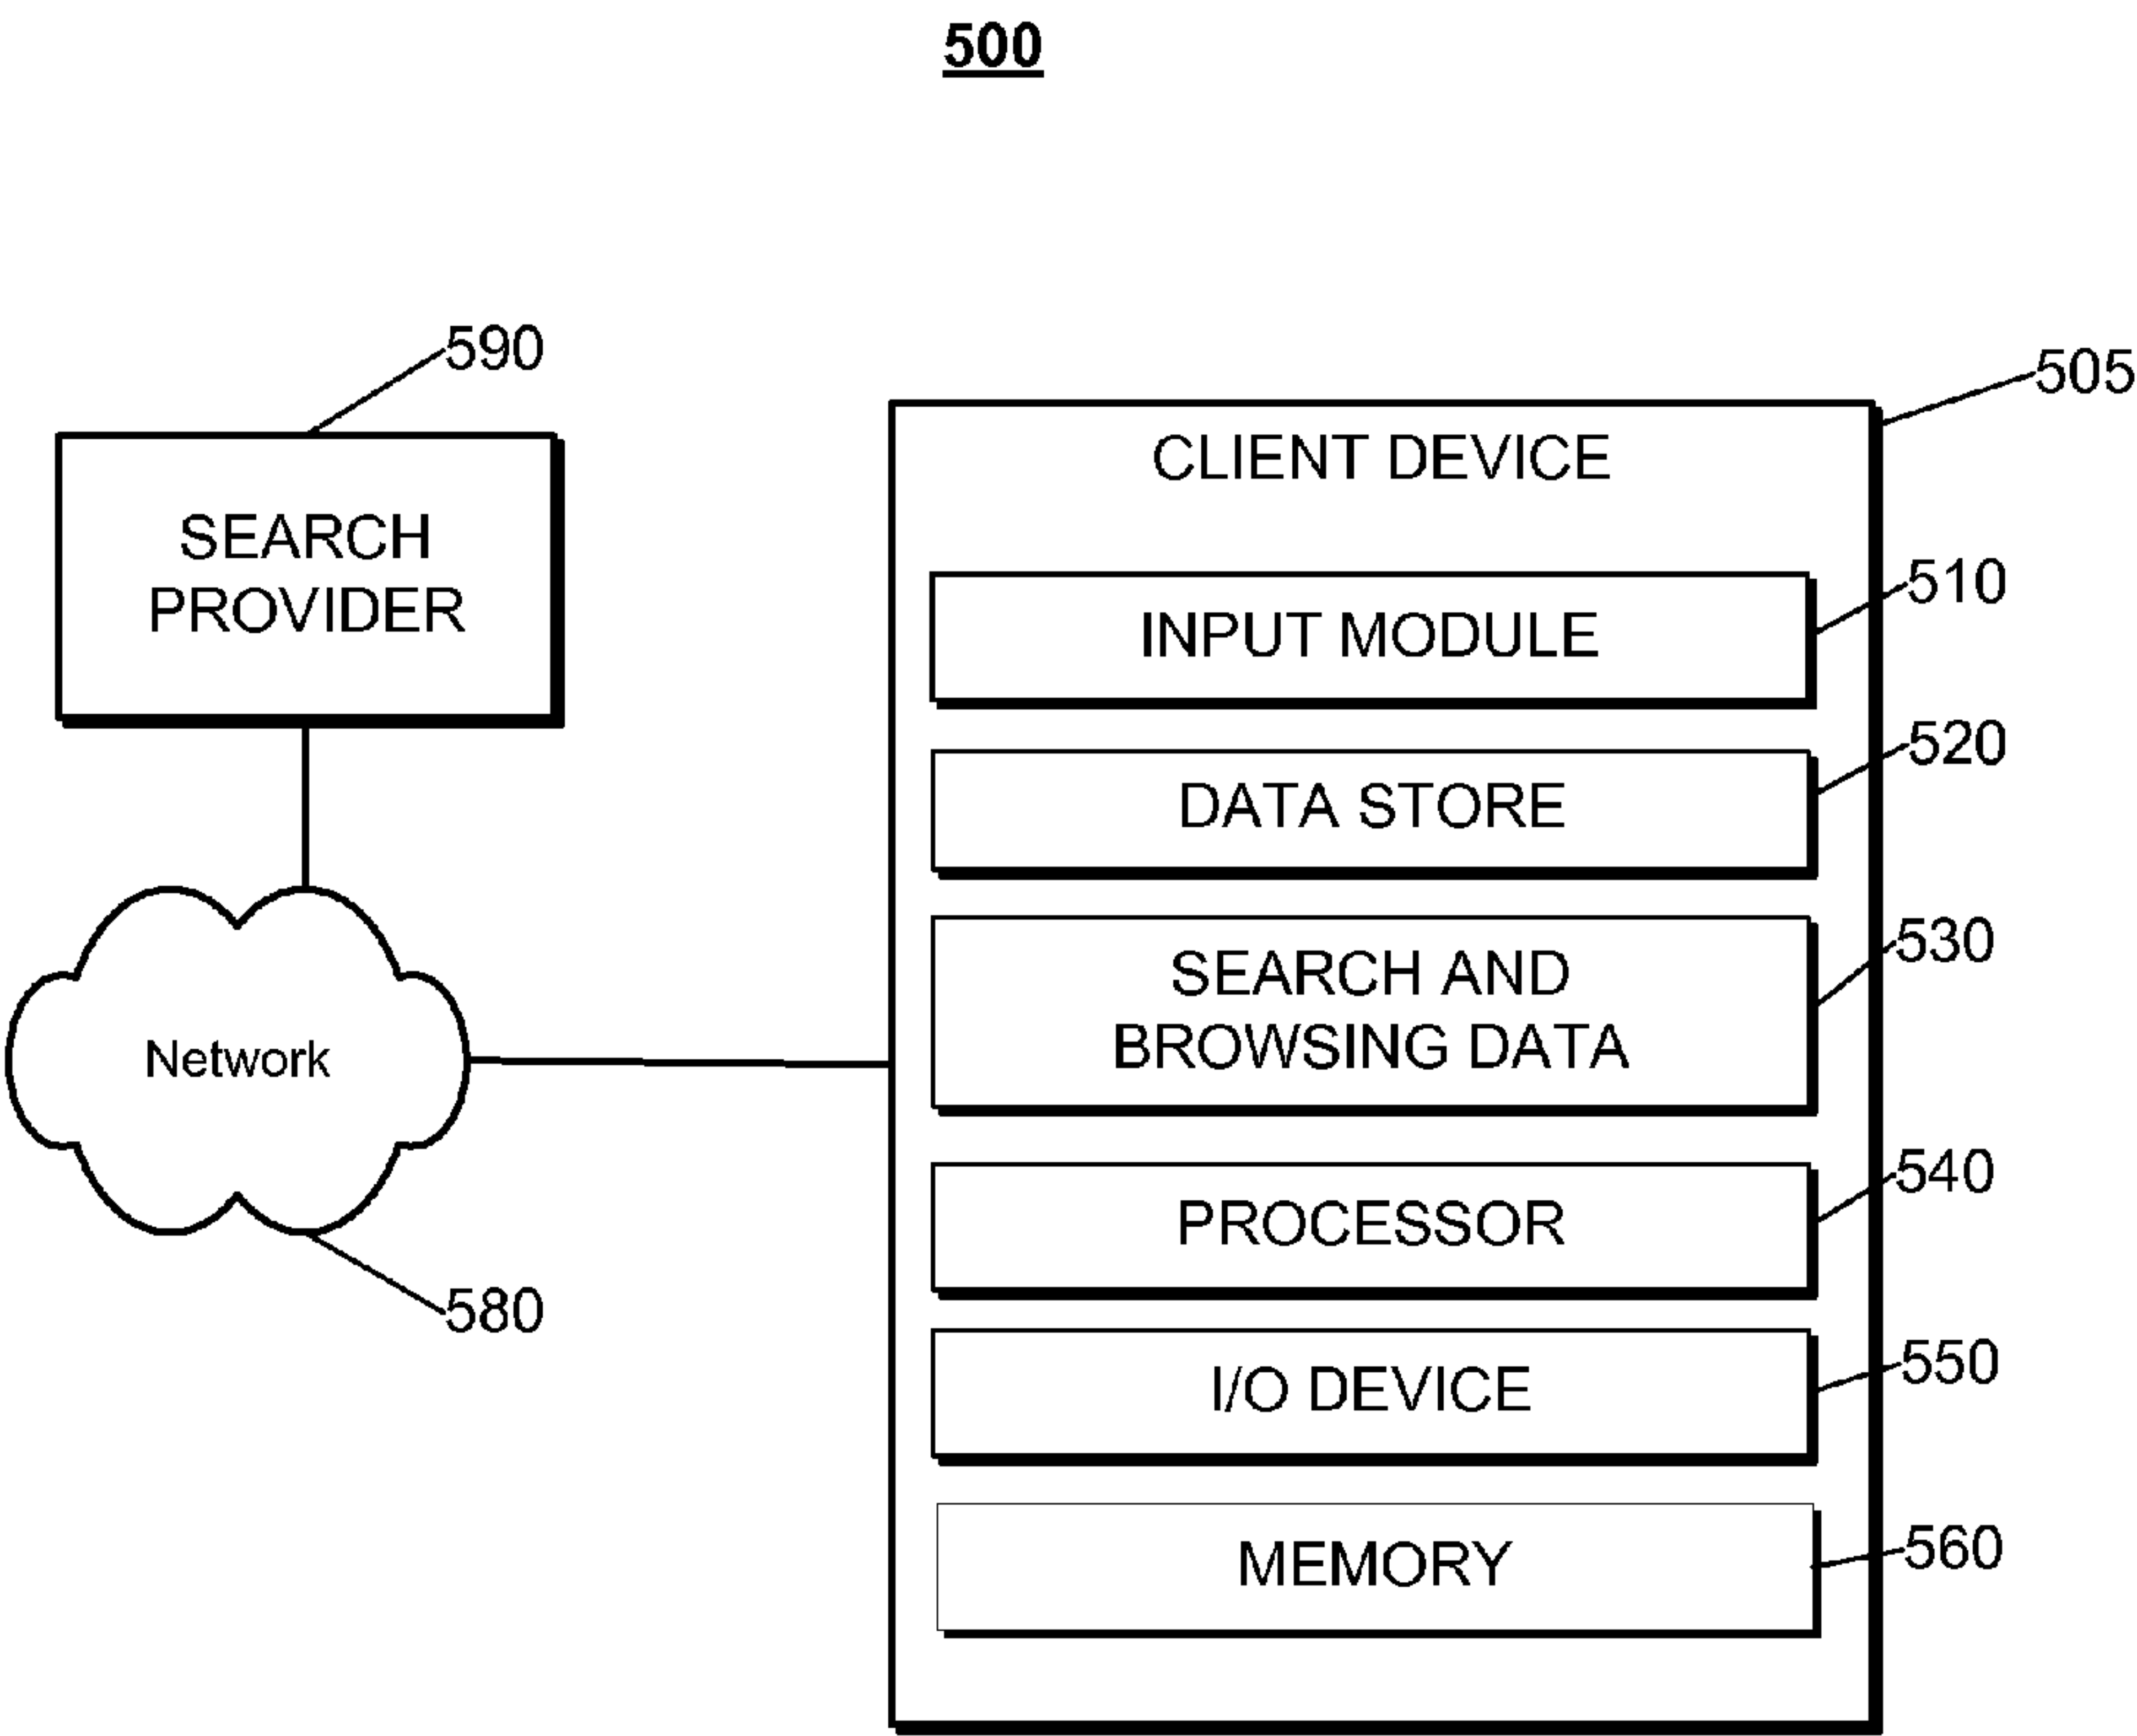 500
590
SEARCH
PROVIDER
Network
580
505
CLIENT DEVICE
INPUT MODULE
510
DATA STORE
520
SEARCH AND
BROWSING DATA
530
PROCESSOR
540
I/O DEVICE
550
MEMORY
560